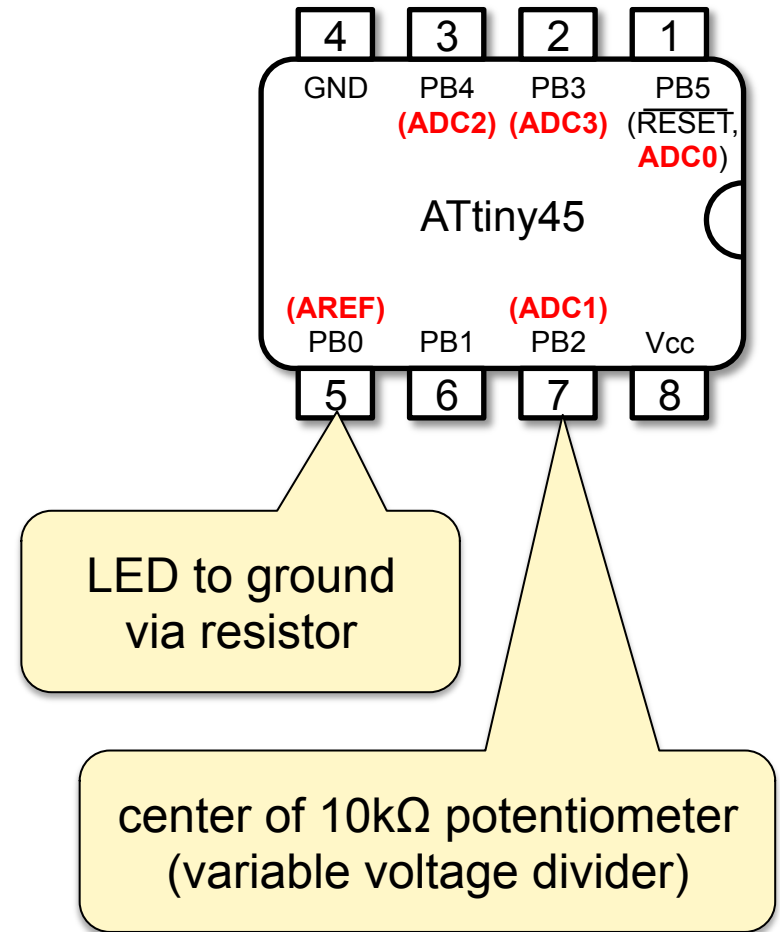 4 3 2 1
GND PB4 PB3 PB5
(ADC2) (ADC3) (RESET,
ADC0)
ATtiny45
(AREF) (ADC1)
PB0 PB1 PB2 Vcc
5 6 7 8
LED to ground
via resistor
center of 10kΩ potentiometer
(variable voltage divider)